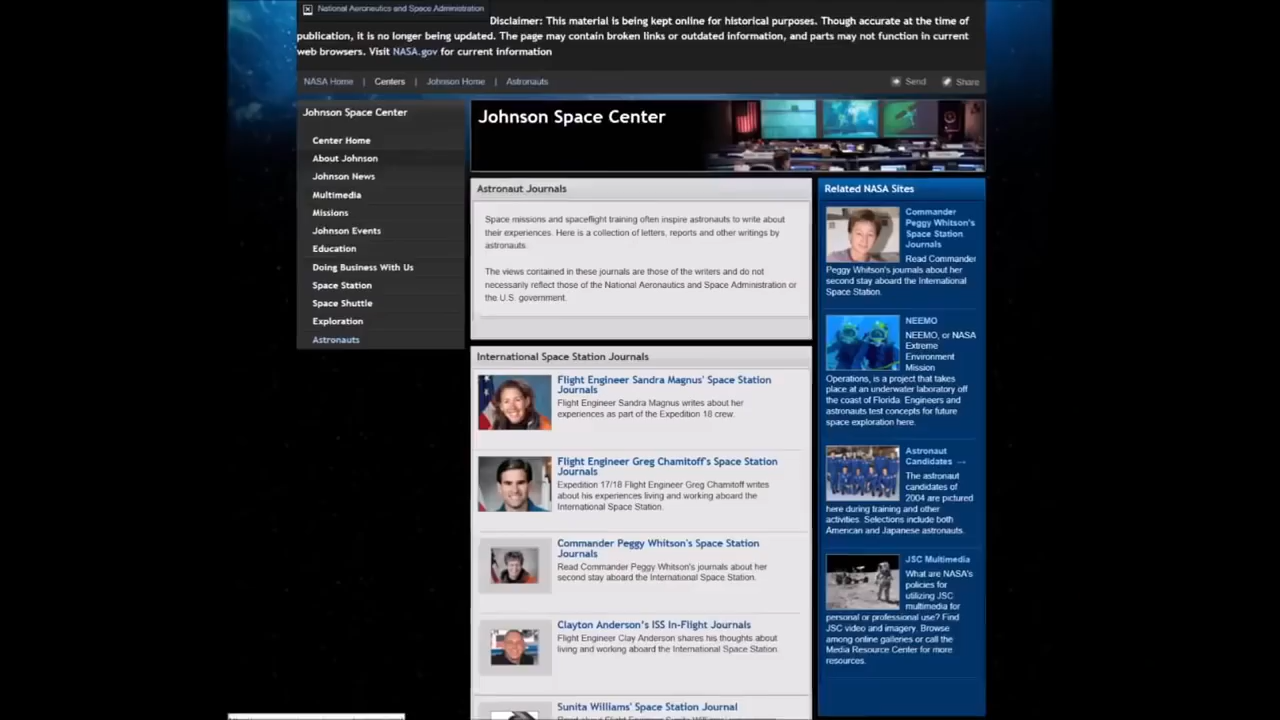 National Aeronautics and Space Administration
Disclaimer: This material is being kept online for historical purposes. Though accurate at the time of
publication, it is no longer being updated. The page may contain broken links or outdated information, and parts may not function in current
web browsers. Visit NASA.gov for current information
NASA Home | Centers | Johnson Home | Astronauts
Send Share
Johnson Space Center
Center Home
About Johnson
Johnson News
Multimedia
Missions
Johnson Events
Education
Doing Business With Us
Space Station
Space Shuttle
Exploration
Astronauts
Johnson Space Center
Astronaut Journals
Space missions and spaceflight training often inspire astronauts to write about
their experiences. Here is a collection of letters, reports and other writings by
astronauts.
The views contained in these journals are those of the writers and do not
necessarily reflect those of the National Aeronautics and Space Administration or
the U.S. government.
International Space Station Journals
Flight Engineer Sandra Magnus' Space Station
Journals
Flight Engineer Sandra Magnus writes about her
experiences as part of the Expedition 18 crew.
Flight Engineer Greg Chamitoff's Space Station
Journals
Expedition 17/18 Flight Engineer Greg Chamitoff writes
about his experiences living and working aboard the
International Space Station.
Commander Peggy Whitson's Space Station
Journals
Read Commander Peggy Whitson's journals about her
second stay aboard the International Space Station.
Clayton Anderson's ISS In-Flight Journals
Flight Engineer Clay Anderson shares his thoughts about
living and working aboard the International Space Station.
Sunita Williams' Space Station Journal
Related NASA Sites
Commander
Peggy Whitson's
Space Station
Journals
Read Commander
Peggy Whitson's journals about her
second stay aboard the International
Space Station.
NEEMO
NEEMO, or NASA
Extreme
Environment
Mission
Operations, is a project that takes
place at an underwater laboratory off
the coast of Florida. Engineers and
astronauts test concepts for future
space exploration here.
Astronaut
Candidates →
The astronaut
candidates of
2004 are pictured
here during training and other
activities. Selections include both
American and Japanese astronauts.
JSC Multimedia
What are NASA's
policies for
utilizing JSC
multimedia for
personal or professional use? Find
JSC video and imagery. Browse
among online galleries or call the
Media Resource Center for more
resources.